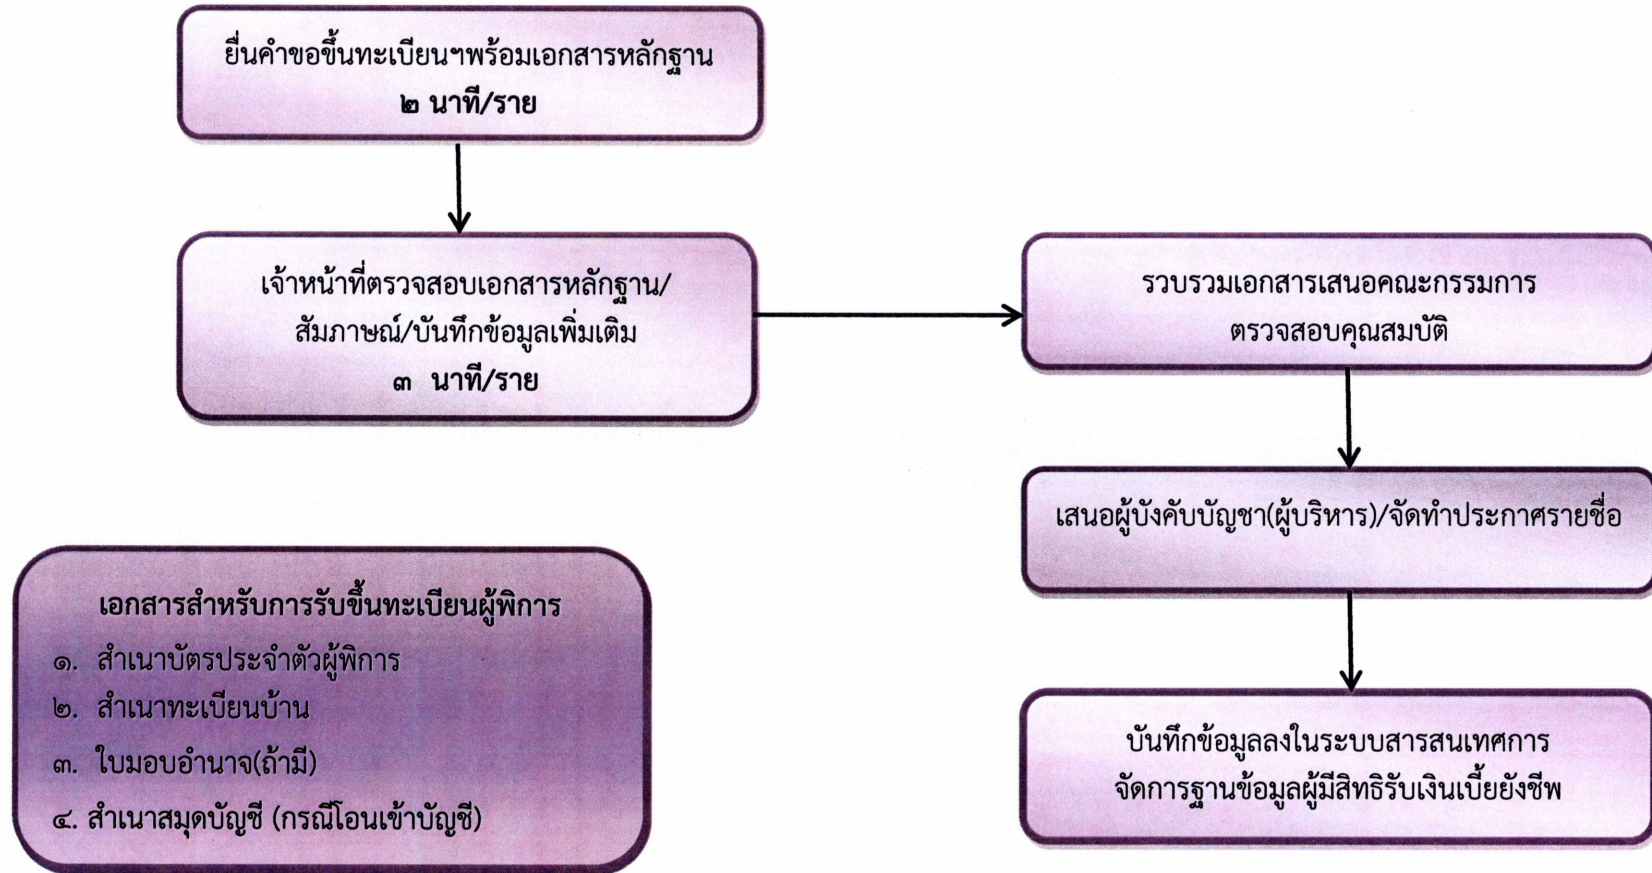 ยื่นคำขอขึ้นทะเบียนฯพร้อมเอกสารหลักฐาน
๒ นาที/ราย
เจ้าหน้าที่ตรวจสอบเอกสารหลักฐาน/
สัมภาษณ์/บันทึกข้อมูลเพิ่มเติม
๓ นาที/ราย
รวบรวมเอกสารเสนอคณะกรรมการ
ตรวจสอบคุณสมบัติ
เสนอผู้บังคับบัญชา(ผู้บริหาร)/จัดทำประกาศรายชื่อ
บันทึกข้อมูลลงในระบบสารสนเทศการ
จัดการฐานข้อมูลผู้มีสิทธิรับเงินเบี้ยยังชีพ
เอกสารสำหรับการรับขึ้นทะเบียนผู้พิการ
๑. สำเนาบัตรประจำตัวผู้พิการ
๒. สำเนาทะเบียนบ้าน
๓. ใบมอบอำนาจ(ถ้ามี)
๔. สำเนาสมุดบัญชี (กรณีโอนเข้าบัญชี)